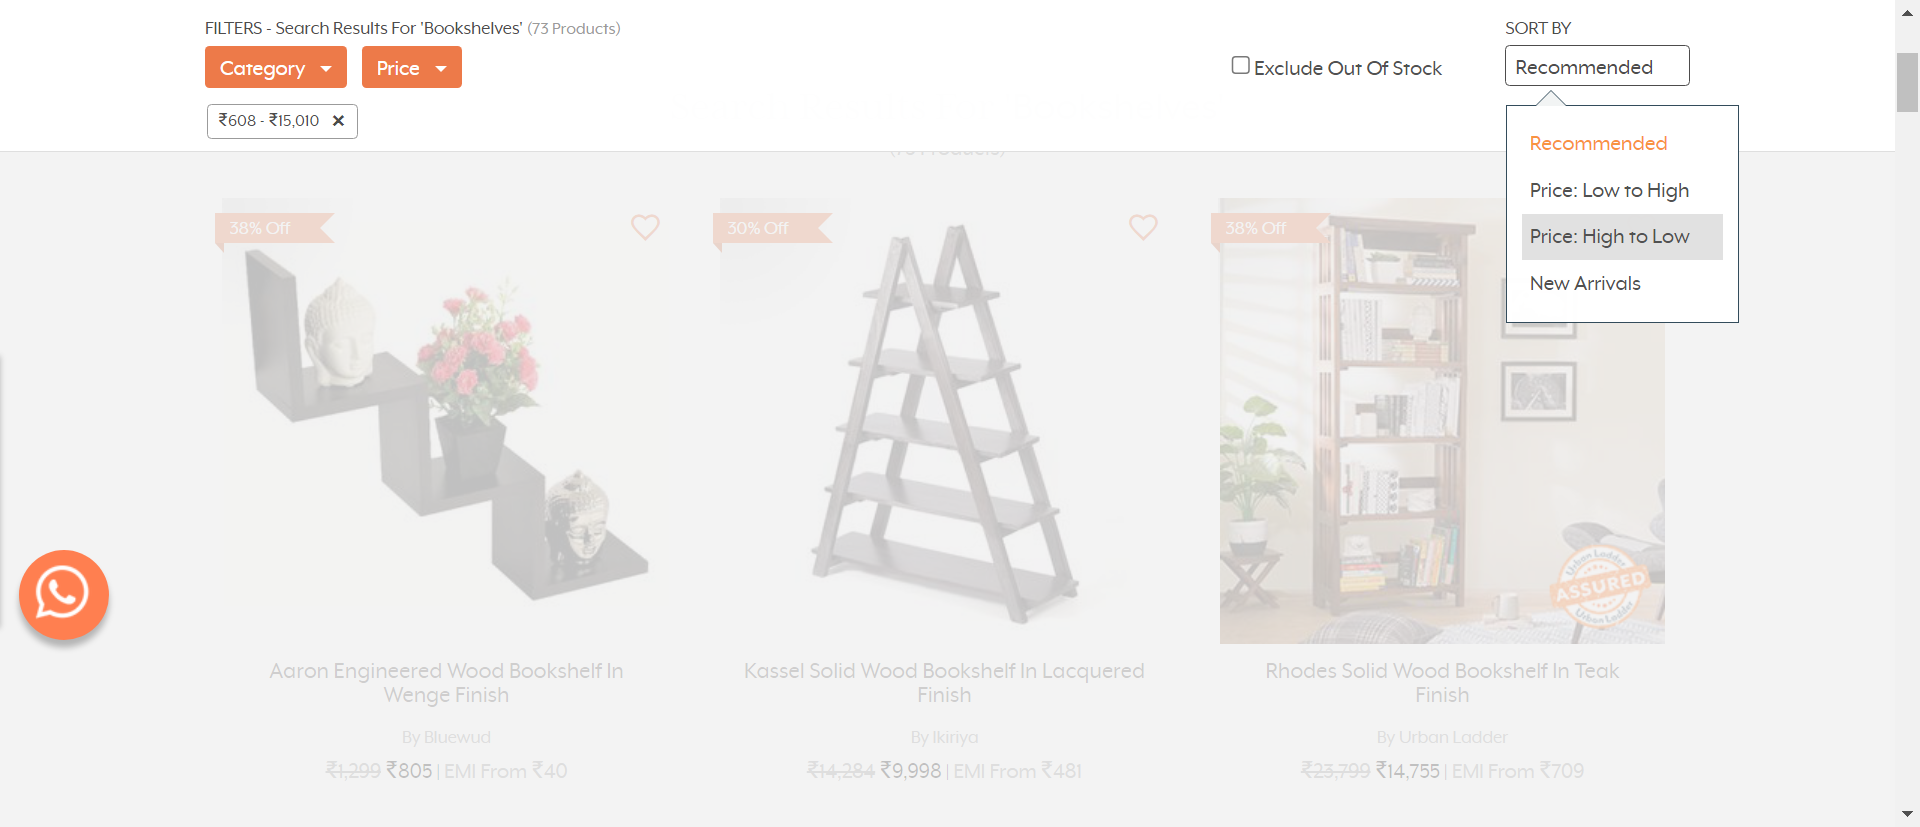 FILTERS - Search Results For 'Bookshelves' (73 Products)
SORT BY
Category
Price
Exclude Out Of Stock
Recommended
₹608 - ₹15,010 ×
(73 Products)
Recommended
Price: Low to High
Price: High to Low
New Arrivals
38% Off
30% Off
38% Off
Urban Ladder
ASSURED
Urban Ladder
Aaron Engineered Wood Bookshelf In
Wenge Finish
By Bluewud
₹1,299 ₹805 | EMI From ₹40
Kassel Solid Wood Bookshelf In Lacquered
Finish
By Ikiriya
₹14,284 ₹9,998 | EMI From ₹481
Rhodes Solid Wood Bookshelf In Teak
Finish
By Urban Ladder
₹23,799 ₹14,755 | EMI From ₹709